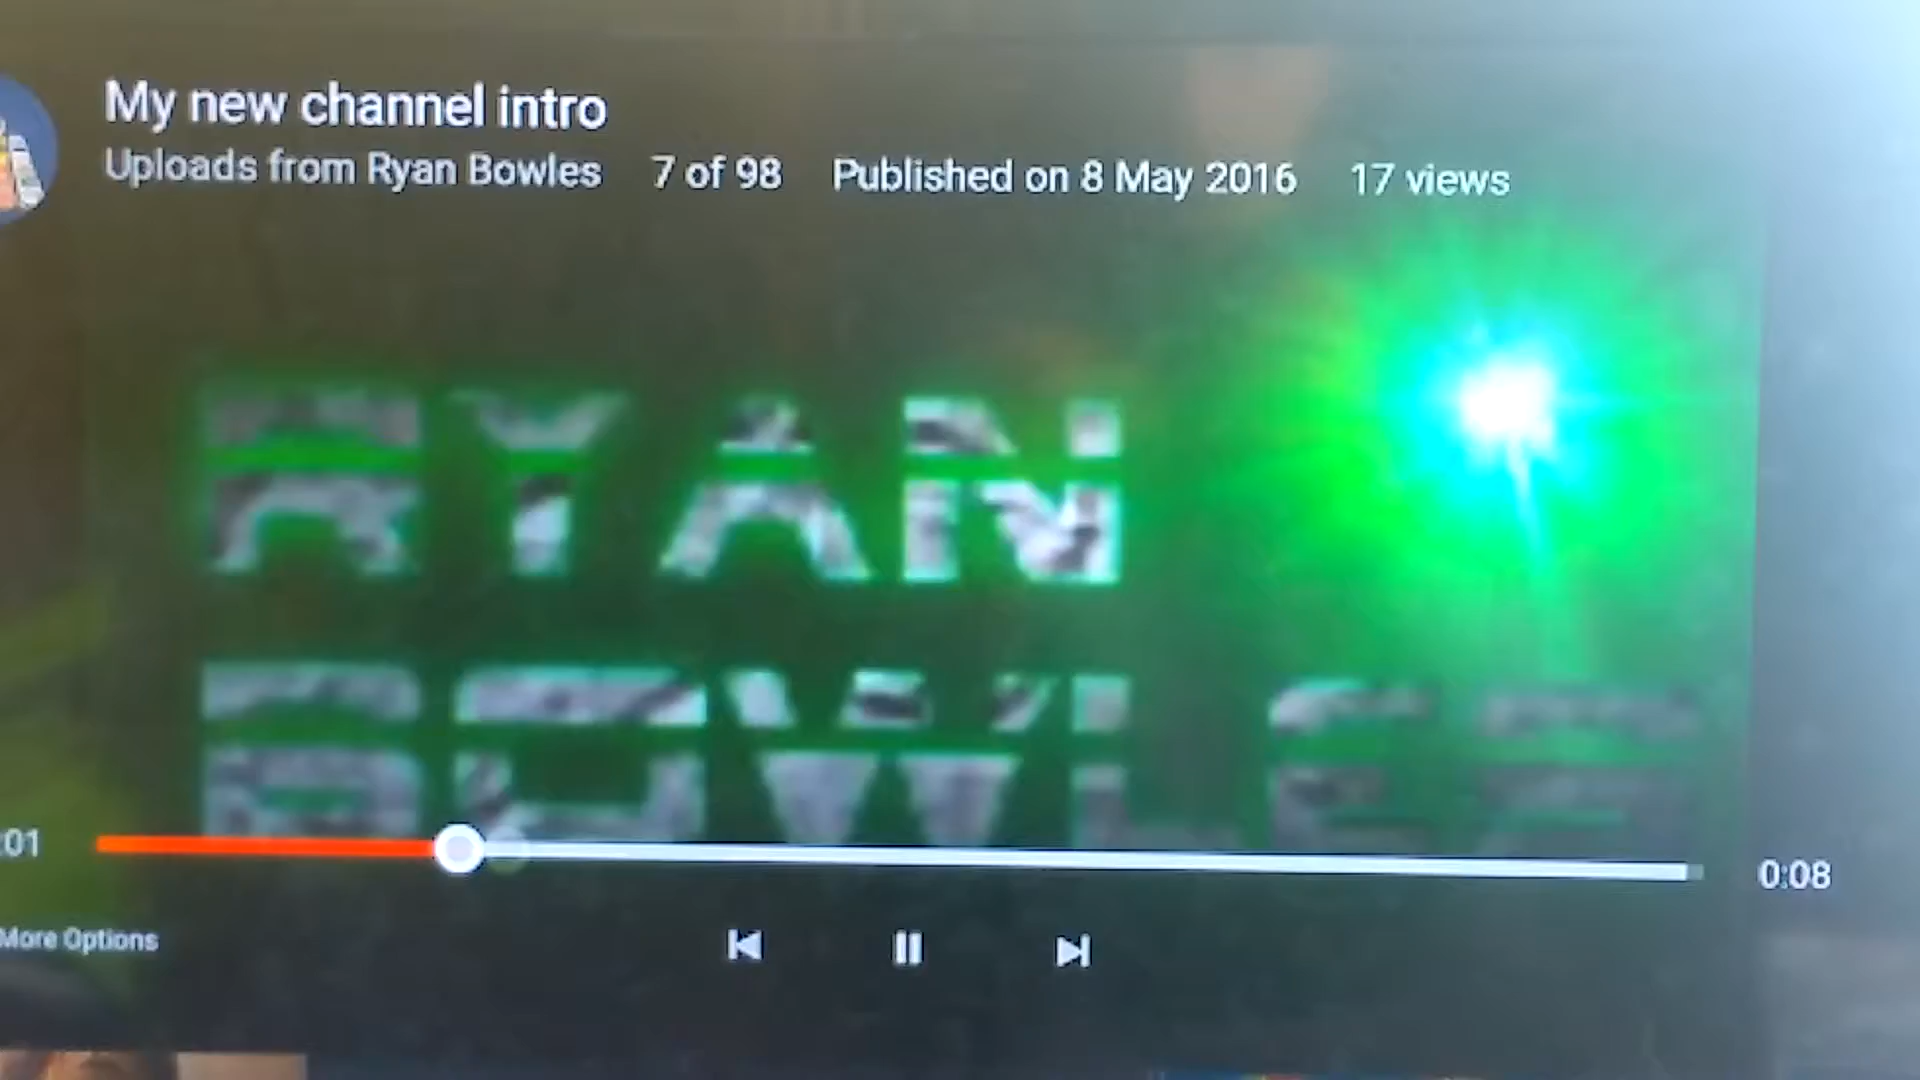 My new channel intro
Uploads from Ryan Bowles 7 of 98 Published on 8 May 2016 17 views
RYAN
BOWLES
:01 0:08
More Options